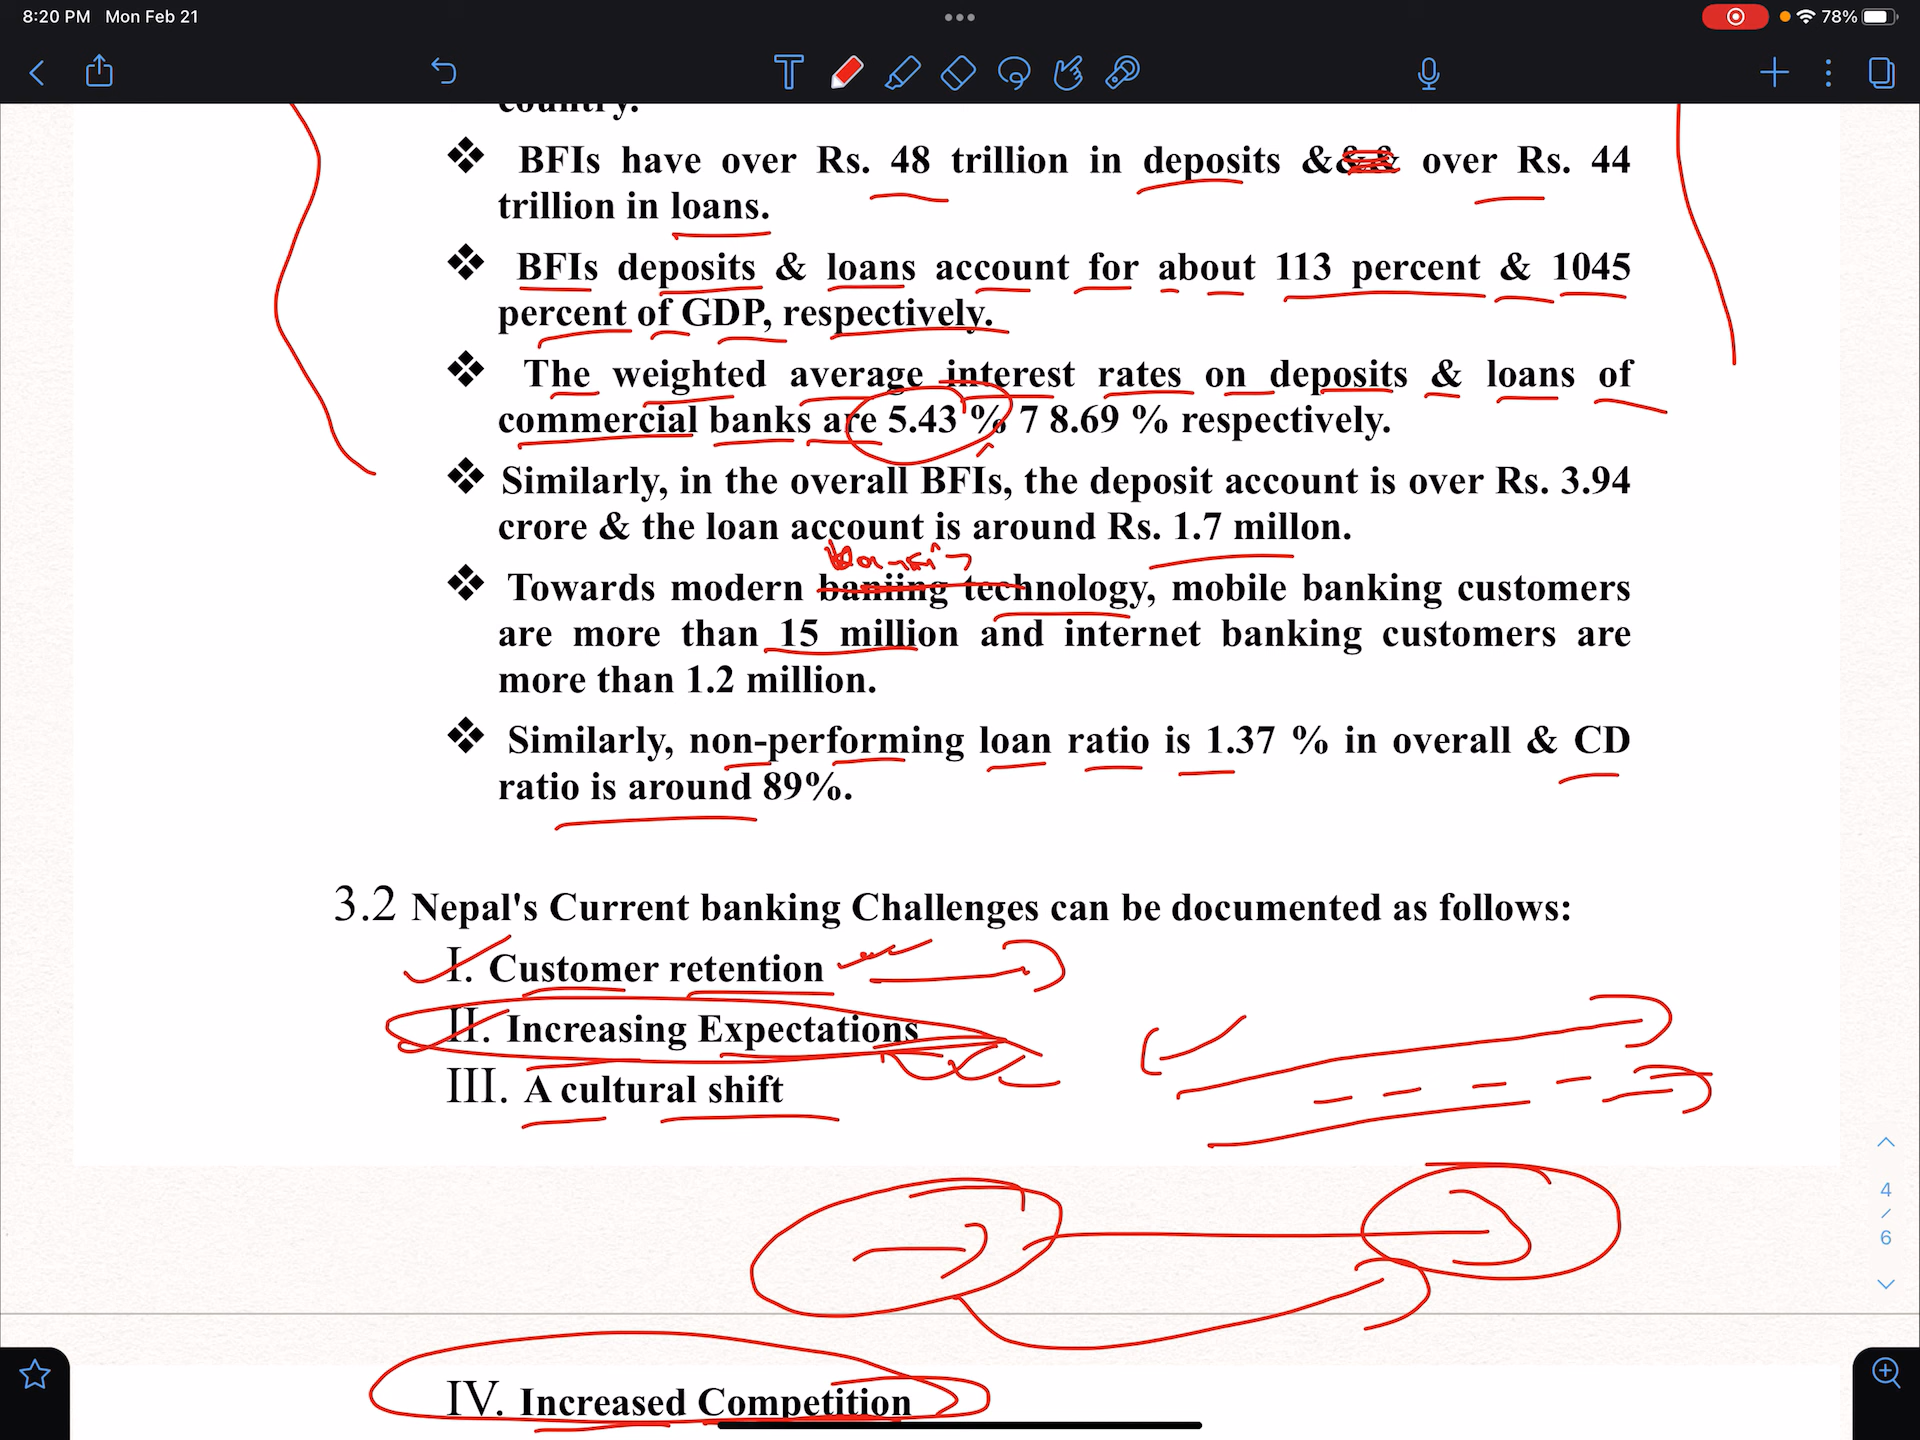 8:20 PM Mon Feb 21
78%
country.
❖ BFIs have over Rs. 48 trillion in deposits &&& over Rs. 44
trillion in loans.
❖ BFIs deposits & loans account for about 113 percent & 1045
percent of GDP, respectively.
❖ The weighted average interest rates on deposits & loans of
commercial banks are 5.43 % 7 8.69 % respectively.
❖ Similarly, in the overall BFIs, the deposit account is over Rs. 3.94
crore & the loan account is around Rs. 1.7 millon.
❖ Towards modern baniing technology, mobile banking customers
are more than 15 million and internet banking customers are
more than 1.2 million.
❖ Similarly, non-performing loan ratio is 1.37 % in overall & CD
ratio is around 89%.
3.2 Nepal's Current banking Challenges can be documented as follows:
I. Customer retention
II. Increasing Expectations
III. A cultural shift
4
/
6
IV. Increased Competition